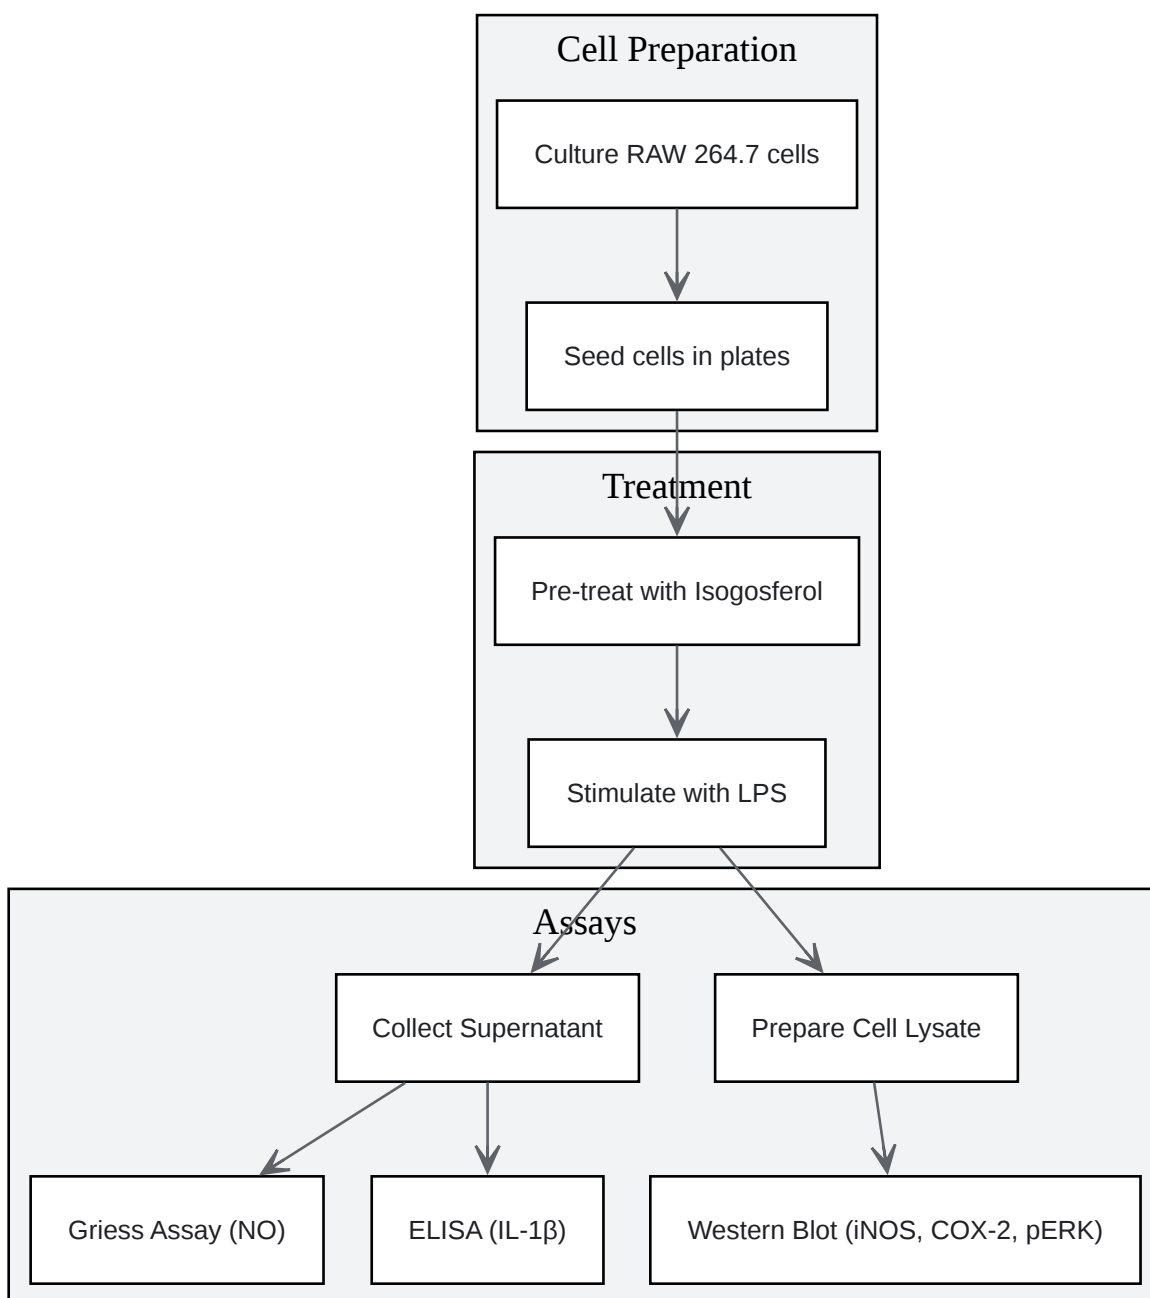 Cell Preparation
Culture RAW 264.7 cells
Seed cells in plates
Treatment
Pre-treat with Isogosferol
Stimulate with LPS
Assays
Collect Supernatant
Prepare Cell Lysate
Griess Assay (NO)
ELISA (IL-1β)
Western Blot (iNOS, COX-2, pERK)